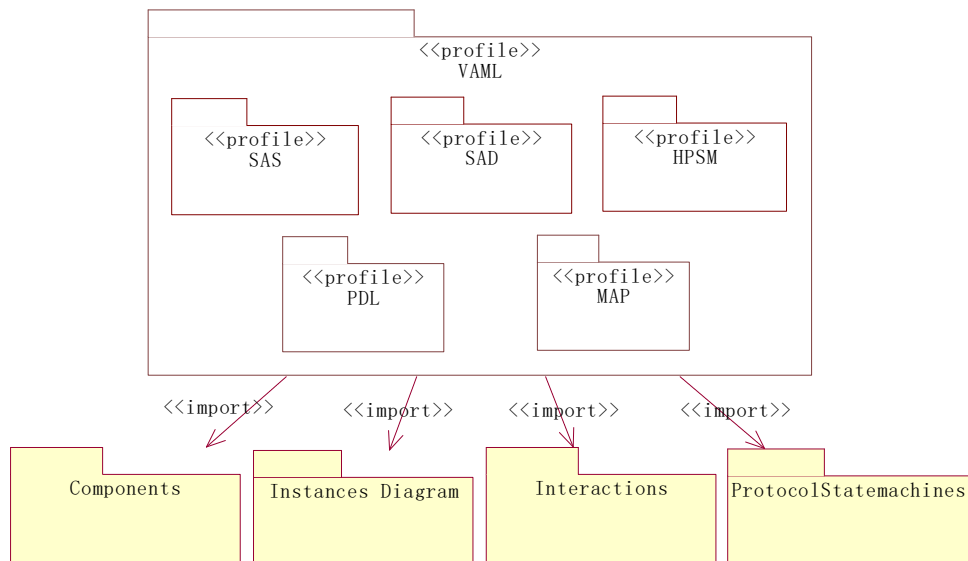 <<profile>>
VAML
<<profile>>
SAS
<<profile>>
SAD
<<profile>>
HPSM
<<profile>>
PDL
<<profile>>
MAP
<<import>>
<<import>>
<<import>>
<<import>>
Components
Instances Diagram
Interactions
ProtocolStatemachines